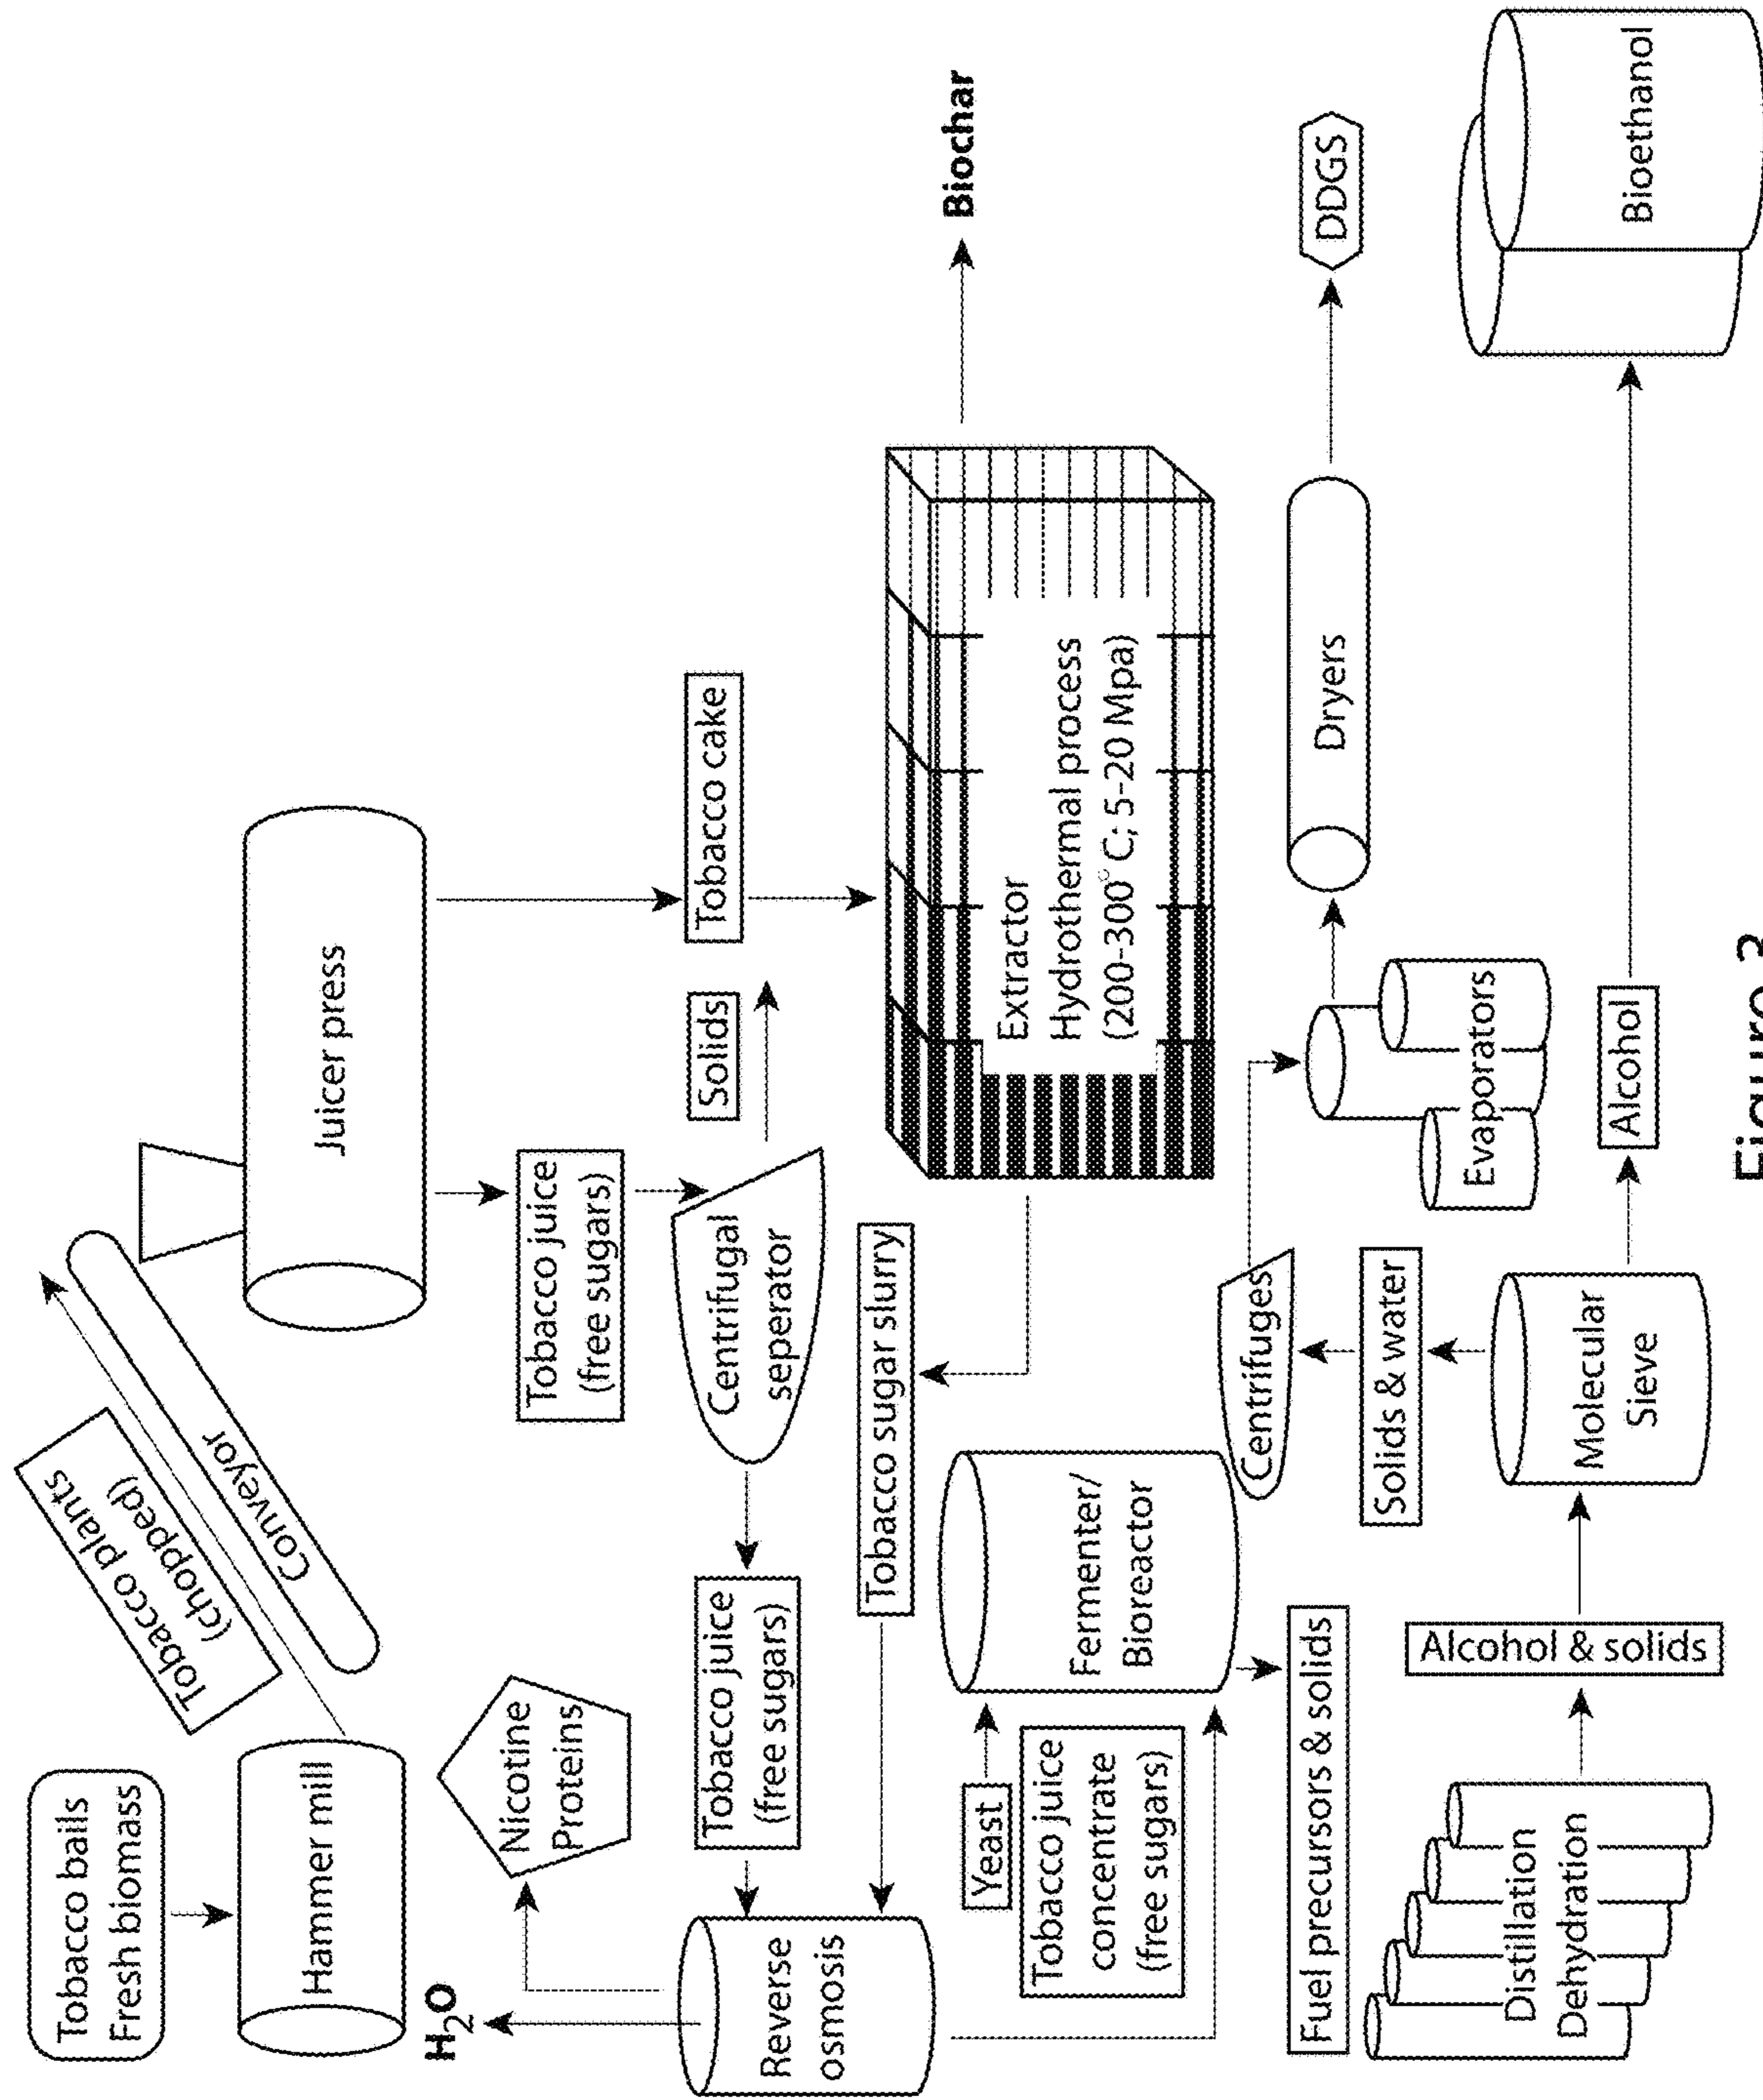 Tobacco bails
Fresh biomass
Hammer mill
Tobacco plants
(chopped)
Conveyor
Juicer press
H₂O
Nicotine
Proteins
Tobacco juice
(free sugars)
Centrifugal
seperator
Solids
Tobacco cake
Tobacco juice
(free sugars)
Reverse
osmosis
Tobacco sugar slurry
Extractor
Hydrothermal process
(200-300°C; 5-20 Mpa)
Biochar
Yeast
Tobacco juice
concentrate
(free sugars)
Fermenter/
Bioreactor
Fuel precursors & solids
Centrifuges
Solids & water
Evaporators
Dryers
DDGS
Distillation
Dehydration
Alcohol & solids
Molecular
Sieve
Alcohol
Bioethanol
Figure